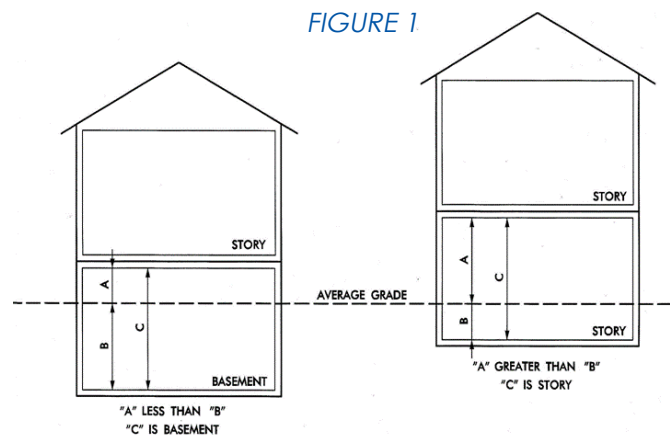 FIGURE 1
STORY
A
B
C
BASEMENT
"A" LESS THAN "B"
"C" IS BASEMENT
AVERAGE GRADE
STORY
A
B
C
STORY
"A" GREATER THAN "B"
"C" IS STORY